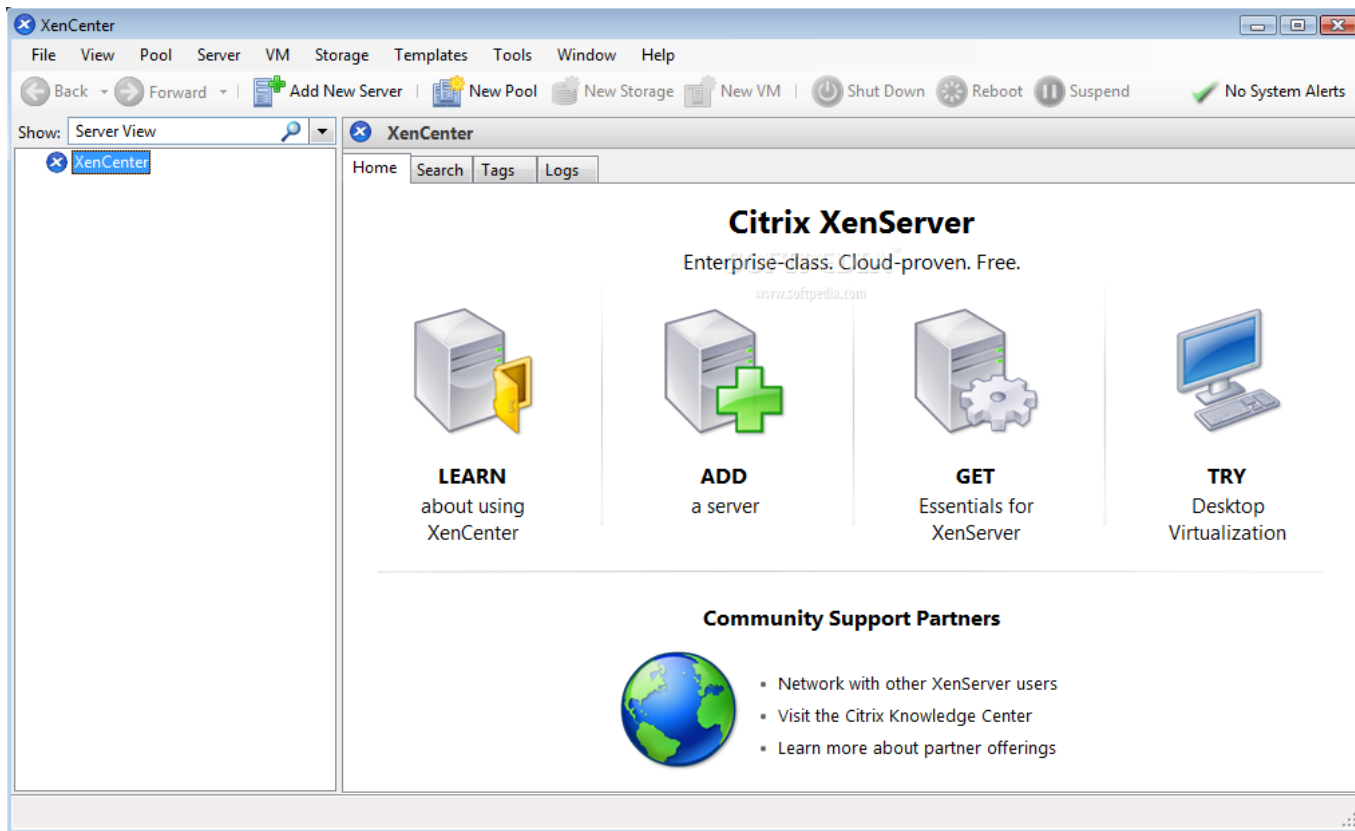 XenCenter
File View Pool Server VM Storage Templates Tools Window Help
Back Forward Add New Server New Pool New Storage New VM Shut Down Reboot Suspend No System Alerts
Show: Server View
XenCenter
XenCenter
Home Search Tags Logs
Citrix XenServer
Enterprise-class. Cloud-proven. Free.
SOFTPEDIA
www.softpedia.com
LEARN
about using
XenCenter
ADD
a server
GET
Essentials for
XenServer
TRY
Desktop
Virtualization
Community Support Partners
• Network with other XenServer users
• Visit the Citrix Knowledge Center
• Learn more about partner offerings